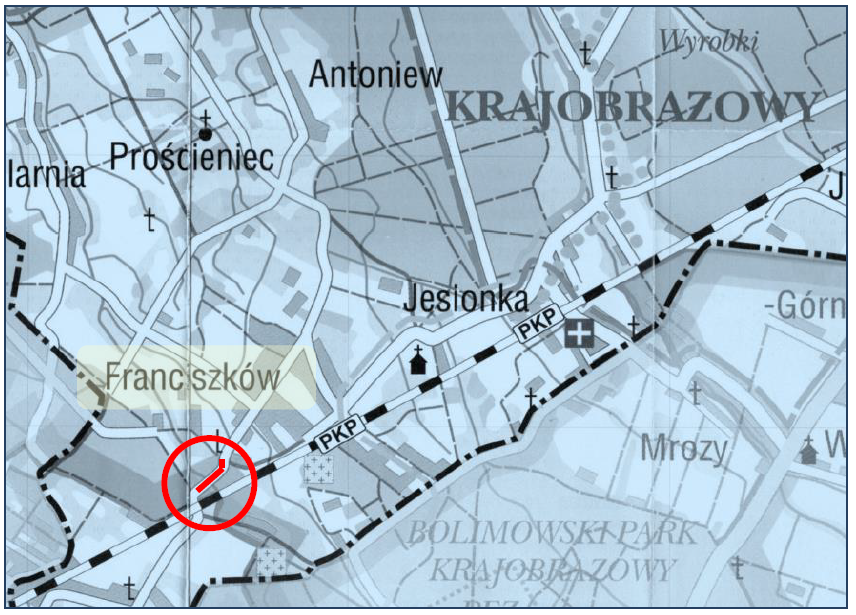 Wyrobki
Antoniew
KRAJOBRAZOWY
Prościeniec
larnia
J
Jesionka
-Górn
PKP
Franciszków
PKP
Mrozy
W
BOLIMOWSKI PARK
KRAJOBRAZOWY